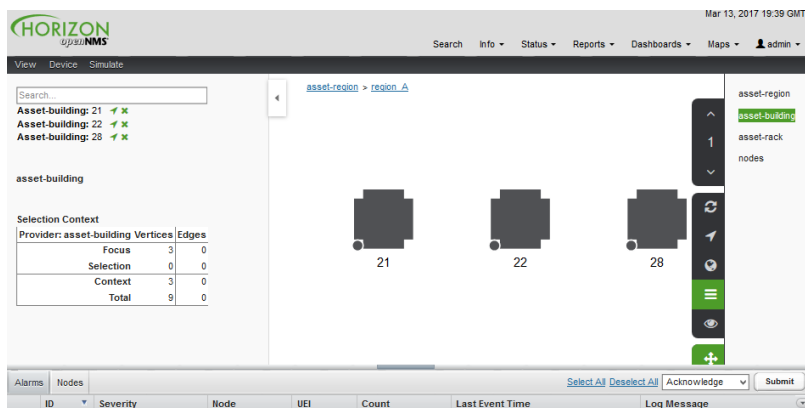 Mar 13, 2017 19:39 GMT
HORIZON
openNMS
Search Info Status Reports Dashboards Maps admin
View Device Simulate
Search...
Asset-building: 21
Asset-building: 22
Asset-building: 28
asset-building
Selection Context
Provider: asset-building Vertices Edges
Focus 3 0
Selection 0 0
Context 3 0
Total 9 0
asset-region > region_A
21 22 28
1
asset-region
asset-building
asset-rack
nodes
Alarms Nodes Select All Deselect All Acknowledge Submit
ID Severity Node UEI Count Last Event Time Log Message